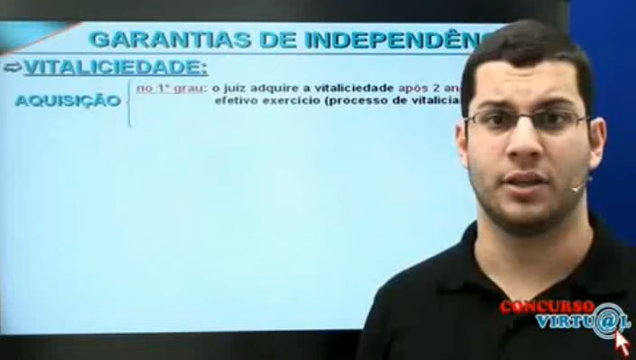 GARANTIAS DE INDEPENDÊN
⇨VITALICIEDADE:
AQUISIÇÃO
no 1° grau: o juiz adquire a vitaliciedade após 2 an
efetivo exercício (processo de vitalicia
CONCURSO
VIRTU@L